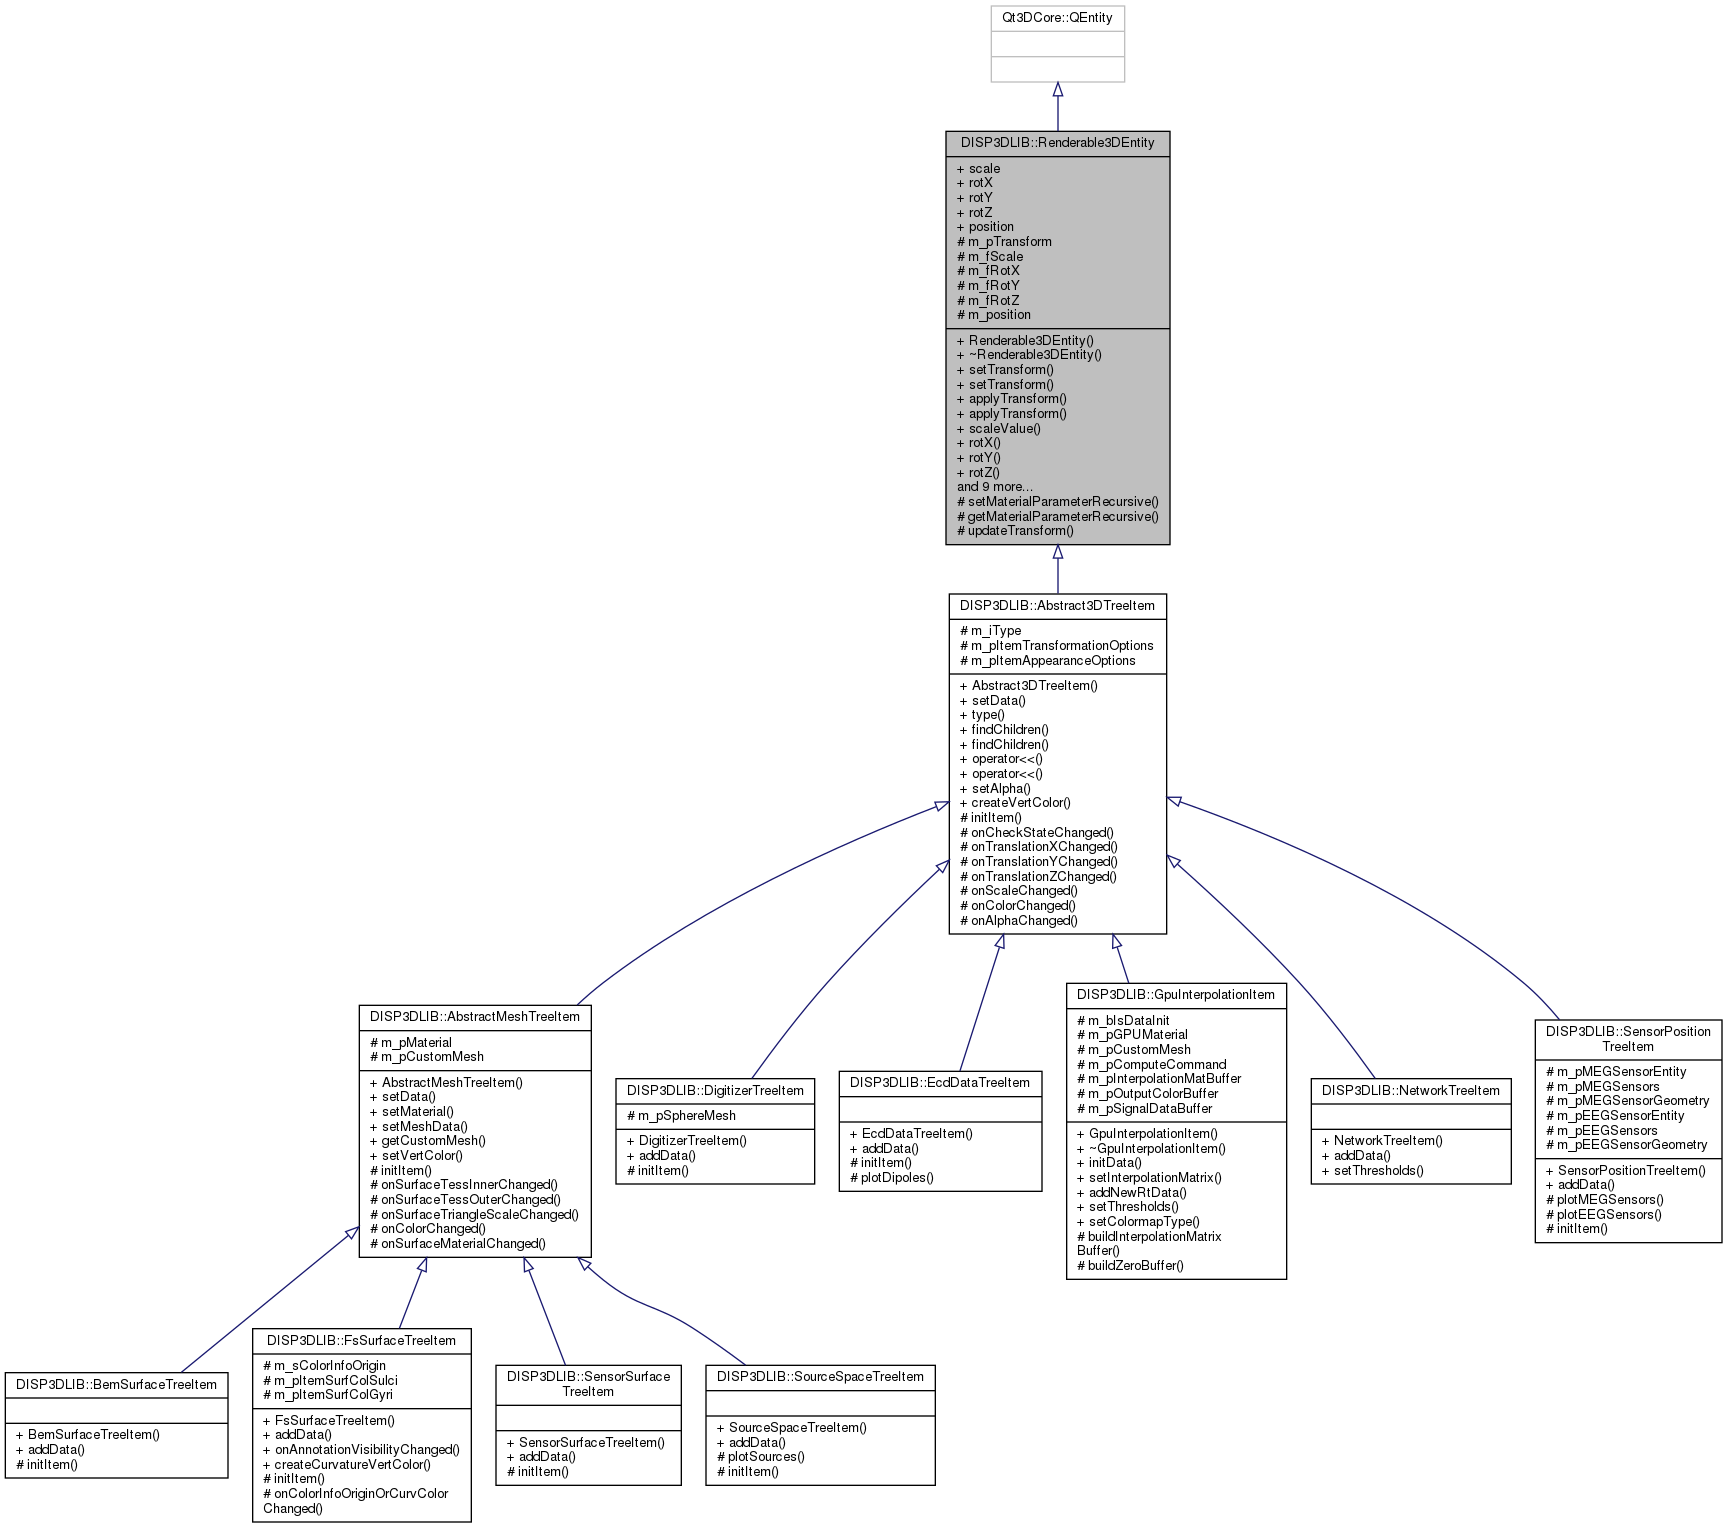 Qt3DCore::QEntity
DISP3DLIB::Renderable3DEntity
+ scale
+ rotX
+ rotY
+ rotZ
+ position
# m_pTransform
# m_fScale
# m_fRotX
# m_fRotY
# m_fRotZ
# m_position
+ Renderable3DEntity()
+ ~Renderable3DEntity()
+ setTransform()
+ setTransform()
+ applyTransform()
+ applyTransform()
+ scaleValue()
+ rotX()
+ rotY()
+ rotZ()
and 9 more...
# setMaterialParameterRecursive()
# getMaterialParameterRecursive()
# updateTransform()
DISP3DLIB::Abstract3DTreeItem
# m_iType
# m_pItemTransformationOptions
# m_pItemAppearanceOptions
+ Abstract3DTreeItem()
+ setData()
+ type()
+ findChildren()
+ findChildren()
+ operator<<()
+ operator<<()
+ setAlpha()
+ createVertColor()
# initItem()
# onCheckStateChanged()
# onTranslationXChanged()
# onTranslationYChanged()
# onTranslationZChanged()
# onScaleChanged()
# onColorChanged()
# onAlphaChanged()
DISP3DLIB::AbstractMeshTreeItem
# m_pMaterial
# m_pCustomMesh
+ AbstractMeshTreeItem()
+ setData()
+ setMaterial()
+ setMeshData()
+ getCustomMesh()
+ setVertColor()
# initItem()
# onSurfaceTessInnerChanged()
# onSurfaceTessOuterChanged()
# onSurfaceTriangleScaleChanged()
# onColorChanged()
# onSurfaceMaterialChanged()
DISP3DLIB::DigitizerTreeItem
# m_pSphereMesh
+ DigitizerTreeItem()
+ addData()
# initItem()
DISP3DLIB::EcdDataTreeItem
+ EcdDataTreeItem()
+ addData()
# initItem()
# plotDipoles()
DISP3DLIB::GpuInterpolationItem
# m_bIsDataInit
# m_pGPUMaterial
# m_pCustomMesh
# m_pComputeCommand
# m_pInterpolationMatBuffer
# m_pOutputColorBuffer
# m_pSignalDataBuffer
+ GpuInterpolationItem()
+ ~GpuInterpolationItem()
+ initData()
+ setInterpolationMatrix()
+ addNewRtData()
+ setThresholds()
+ setColormapType()
# buildInterpolationMatrix
Buffer()
# buildZeroBuffer()
DISP3DLIB::NetworkTreeItem
+ NetworkTreeItem()
+ addData()
+ setThresholds()
DISP3DLIB::SensorPosition
TreeItem
# m_pMEGSensorEntity
# m_pMEGSensors
# m_pMEGSensorGeometry
# m_pEEGSensorEntity
# m_pEEGSensors
# m_pEEGSensorGeometry
+ SensorPositionTreeItem()
+ addData()
# plotMEGSensors()
# plotEEGSensors()
# initItem()
DISP3DLIB::BemSurfaceTreeItem
+ BemSurfaceTreeItem()
+ addData()
# initItem()
DISP3DLIB::FsSurfaceTreeItem
# m_sColorInfoOrigin
# m_pItemSurfColSulci
# m_pItemSurfColGyri
+ FsSurfaceTreeItem()
+ addData()
+ onAnnotationVisibilityChanged()
+ createCurvatureVertColor()
# initItem()
# onColorInfoOriginOrCurvColor
Changed()
DISP3DLIB::SensorSurface
TreeItem
+ SensorSurfaceTreeItem()
+ addData()
# initItem()
DISP3DLIB::SourceSpaceTreeItem
+ SourceSpaceTreeItem()
+ addData()
# plotSources()
# initItem()